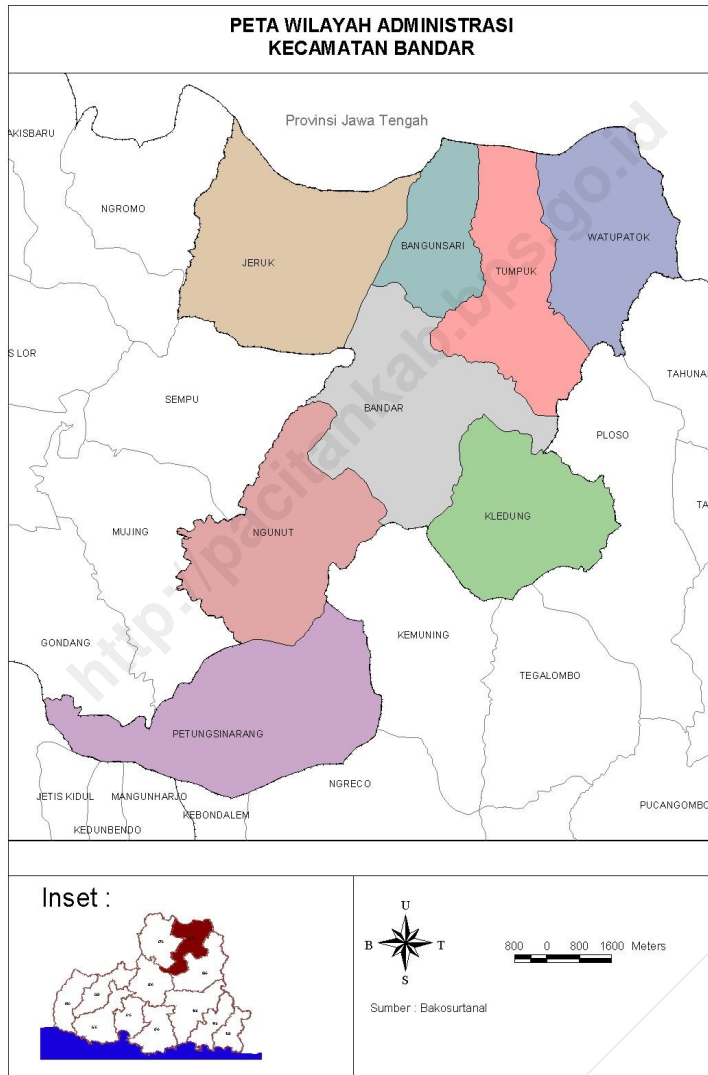 PETA WILAYAH ADMINISTRASI
KECAMATAN BANDAR
Provinsi Jawa Tengah
AKISBARU
NGROMO
JERUK
BANGUNSARI
TUMPUK
WATUPATOK
S LOR
SEMPU
BANDAR
TAHUNA
PLOSO
TA
MUJING
NGUNUT
KLEDUNG
GONDANG
KEMUNING
TEGALOMBO
PETUNGSINARANG
JETIS KIDUL
MANGUNHARJO
NGRECO
KEDUNBENDO
KEBONDALEM
PUCANGOMBO
http://pacitankab.bps.go.id
Inset :
U
B T
S
800 0 800 1600 Meters
Sumber : Bakosurtanal